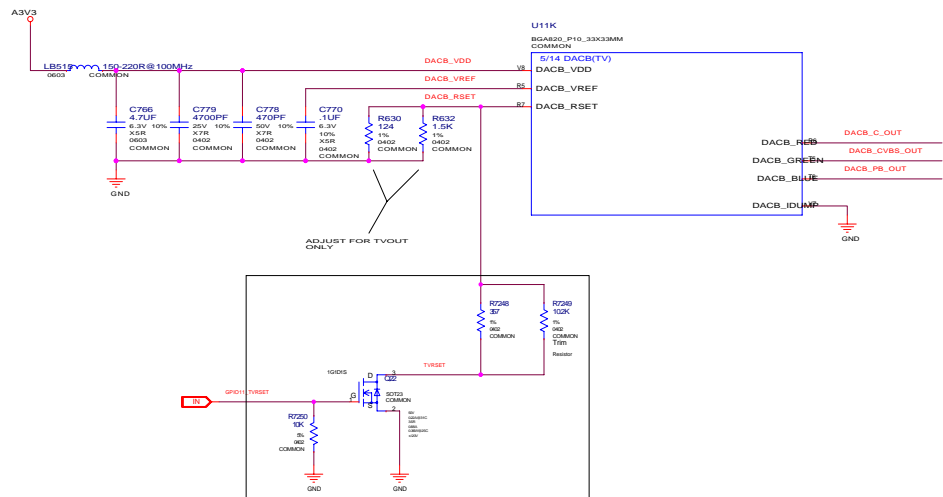 A3V3
LB515 150-220R@100MHz
0603 COMMON
C766
4.7UF
6.3V 10%
X5R
0603
COMMON
C779
4700PF
25V 10%
X7R
0402
COMMON
C778
470PF
50V 10%
X7R
0402
COMMON
C770
.1UF
6.3V
10%
X5R
0402
COMMON
R630
124
1%
0402
COMMON
R632
1.5K
1%
0402
COMMON
GND
ADJUST FOR TVOUT
ONLY
DACB_VDD
DACB_VREF
DACB_RSET
U11K
BGA820_P10_33X33MM
COMMON
5/14 DACB(TV)
V8 DACB_VDD
R5 DACB_VREF
R7 DACB_RSET
DACB_RED
DACB_GREEN
DACB_BLUE
DACB_IDUMP
DACB_C_OUT
DACB_CVBS_OUT
DACB_PB_OUT
GND
R7248
357
1%
0402
COMMON
R7249
10.2K
1%
0402
COMMON
Trim
Resistor
TVRSET
1G1D1S
D 3
G 1
S 2
Q22
SOT23
COMMON
IN
GPIO11_TVRSET
R7250
10K
5%
0402
COMMON
GND
GND